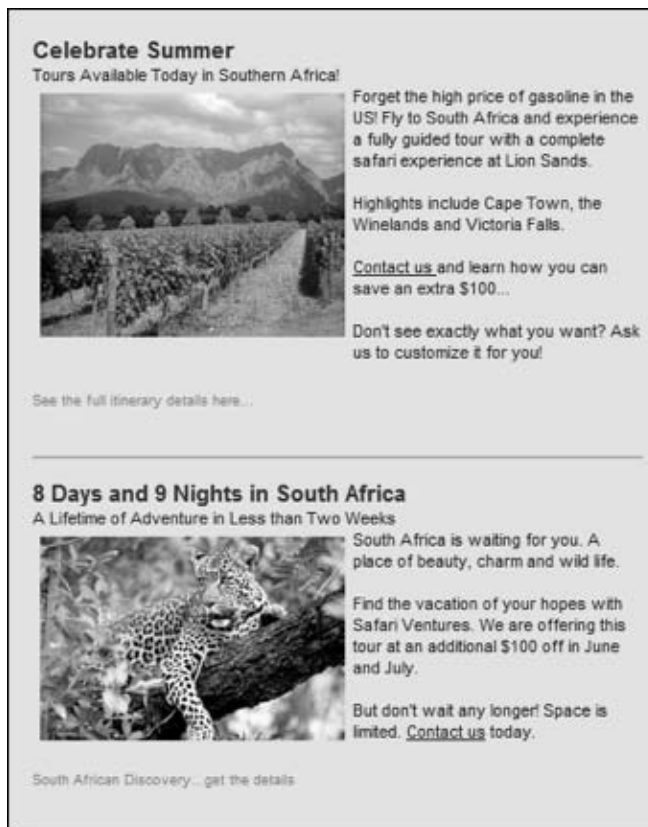 Celebrate Summer
Tours Available Today in Southern Africa!
Forget the high price of gasoline in the
US! Fly to South Africa and experience
a fully guided tour with a complete
safari experience at Lion Sands.
Highlights include Cape Town, the
Winelands and Victoria Falls.
Contact us and learn how you can
save an extra $100...
Don't see exactly what you want? Ask
us to customize it for you!
See the full itinerary details here...
8 Days and 9 Nights in South Africa
A Lifetime of Adventure in Less than Two Weeks
South Africa is waiting for you. A
place of beauty, charm and wild life.
Find the vacation of your hopes with
Safari Ventures. We are offering this
tour at an additional $100 off in June
and July.
But don't wait any longer! Space is
limited. Contact us today.
South African Discovery...get the details